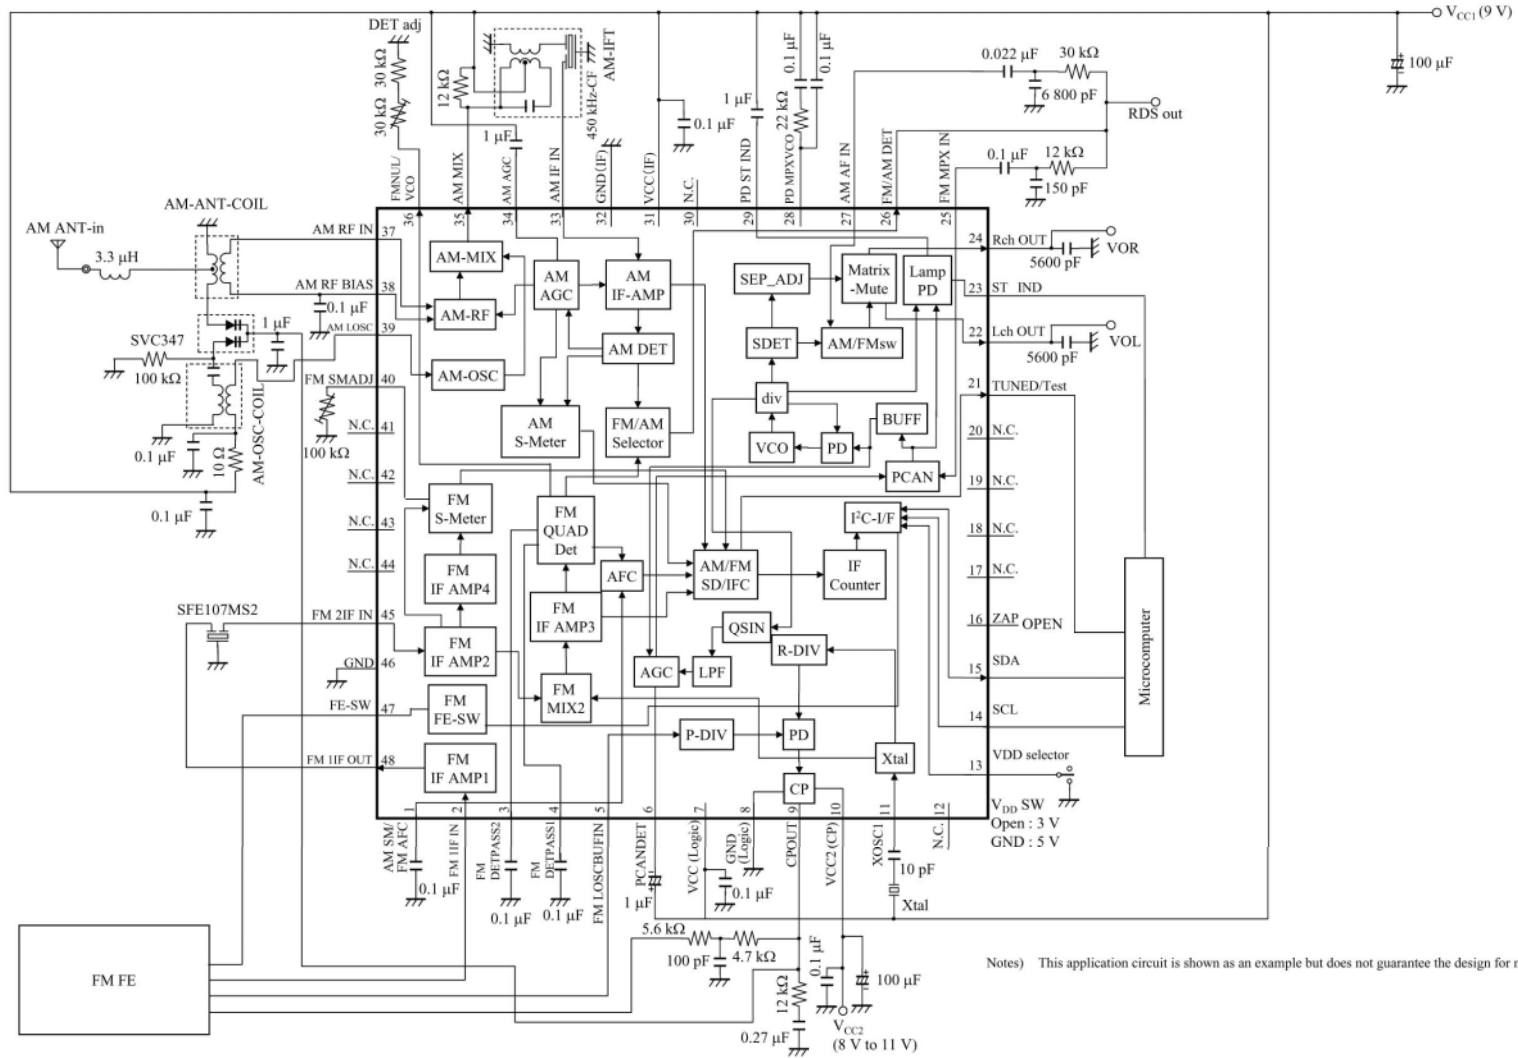 V_CC1 (9 V)
DET adj
30 kΩ
30 kΩ
12 kΩ
AM-IFT
450 kHz-CF
1 μF
0.1 μF
1 μF
0.1 μF
0.1 μF
22 kΩ
0.022 μF
30 kΩ
6 800 pF
100 μF
RDS out
0.1 μF
12 kΩ
150 pF
FMNUL/
VCO
AM MIX
AM AGC
AM IF IN
GND(IF)
VCC(IF)
N.C.
PD ST IND
PD MPXVCO
AM AF IN
FM/AM DET
FM MPX IN
36
35
34
33
32
31
30
29
28
27
26
25
AM-ANT-COIL
AM ANT-in
3.3 μH
AM RF IN
37
AM RF BIAS
38
0.1 μF
1 μF
AM LOSC
39
SVC347
100 kΩ
FM SMADJ
40
100 kΩ
N.C.
41
0.1 μF
10 Ω
AM-OSC-COIL
N.C.
42
0.1 μF
N.C.
43
N.C.
44
SFE107MS2
FM 2IF IN
45
GND
46
FE-SW
47
FM 1IF OUT
48
AM-MIX
AM
AGC
AM
IF-AMP
AM-RF
AM DET
AM-OSC
AM
S-Meter
FM/AM
Selector
SEP_ADJ
Matrix
-Mute
Lamp
PD
SDET
AM/FMsw
div
BUFF
VCO
PD
PCAN
FM
S-Meter
FM
QUAD
Det
I²C-I/F
FM
IF AMP4
AFC
AM/FM
SD/IFC
IF
Counter
FM
IF AMP3
QSIN
FM
IF AMP2
R-DIV
AGC
LPF
FM
MIX2
FM
FE-SW
P-DIV
PD
Xtal
FM
IF AMP1
CP
24
Rch OUT
VOR
5600 pF
23
ST IND
22
Lch OUT
VOL
5600 pF
21
TUNED/Test
20
N.C.
19
N.C.
18
N.C.
17
N.C.
16
ZAP
OPEN
15
SDA
14
SCL
13
VDD selector
Microcomputer
V_DD SW
Open : 3 V
GND : 5 V
1
2
3
4
5
6
7
8
9
10
11
12
AM SM/
FM AFC
FM 1IF IN
FM
DETPASS2
FM
DETPASS1
FM LOSCBUFIN
PCANDET
VCC (Logic)
GND
(Logic)
CPOUT
VCC2 (CP)
XOSC1
N.C.
0.1 μF
0.1 μF
0.1 μF
1 μF
0.1 μF
10 pF
Xtal
5.6 kΩ
100 pF
4.7 kΩ
0.1 μF
100 μF
12 kΩ
0.27 μF
V_CC2
(8 V to 11 V)
FM FE
Notes) This application circuit is shown as an example but does not guarantee the design for